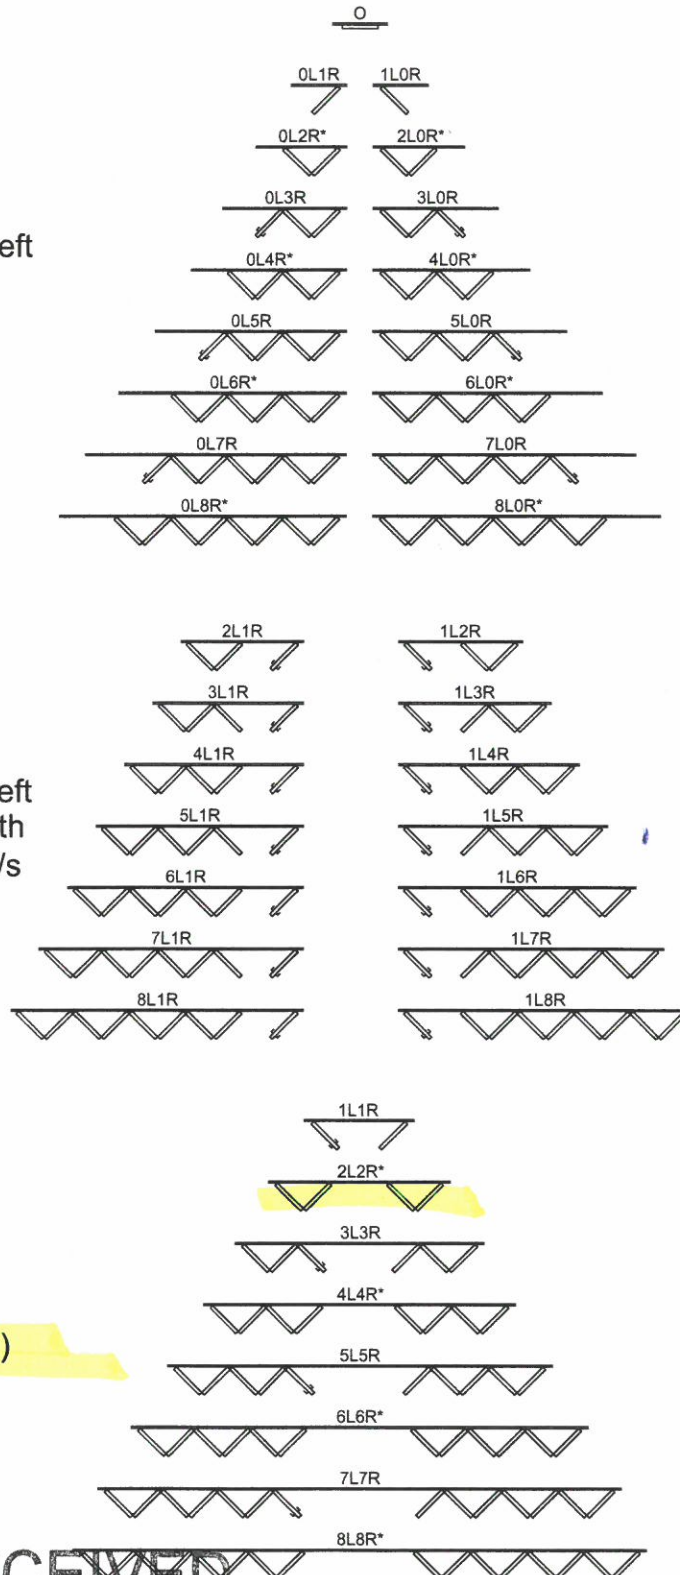 O
0L1R 1L0R
0L2R* 2L0R*
0L3R 3L0R
eft
0L4R* 4L0R*
0L5R 5L0R
0L6R* 6L0R*
0L7R 7L0R
0L8R* 8L0R*
2L1R 1L2R
3L1R 1L3R
4L1R 1L4R
eft
5L1R 1L5R
th
/s
6L1R 1L6R
7L1R 1L7R
8L1R 1L8R
1L1R
2L2R*
3L3R
4L4R*
)
5L5R
6L6R*
7L7R
8L8R*
CEIVED